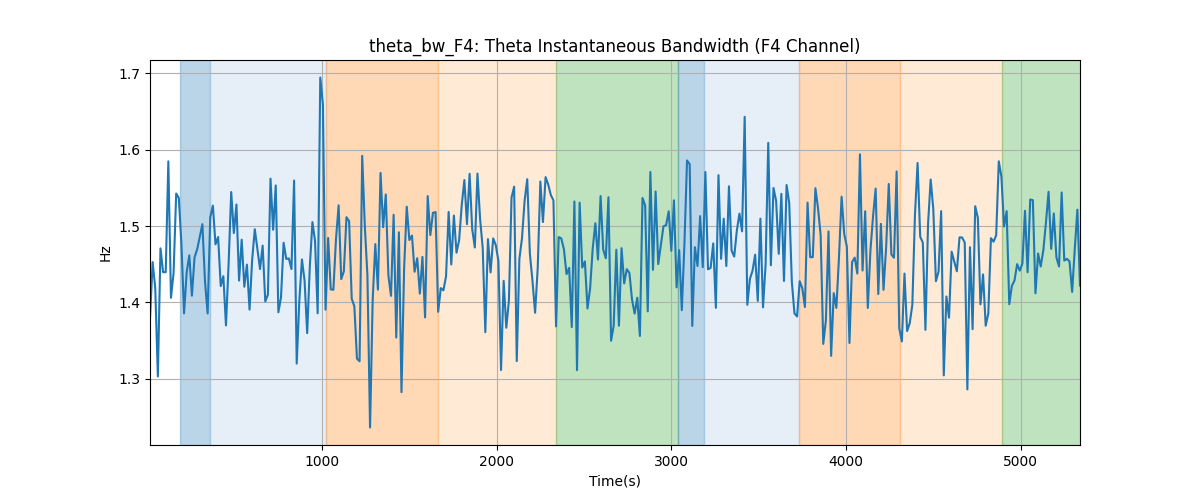 theta_bw_F4: Theta Instantaneous Bandwidth (F4 Channel)
1.7
1.6
1.5
1.4
1.3
Hz
1000 2000 3000 4000 5000
Time(s)